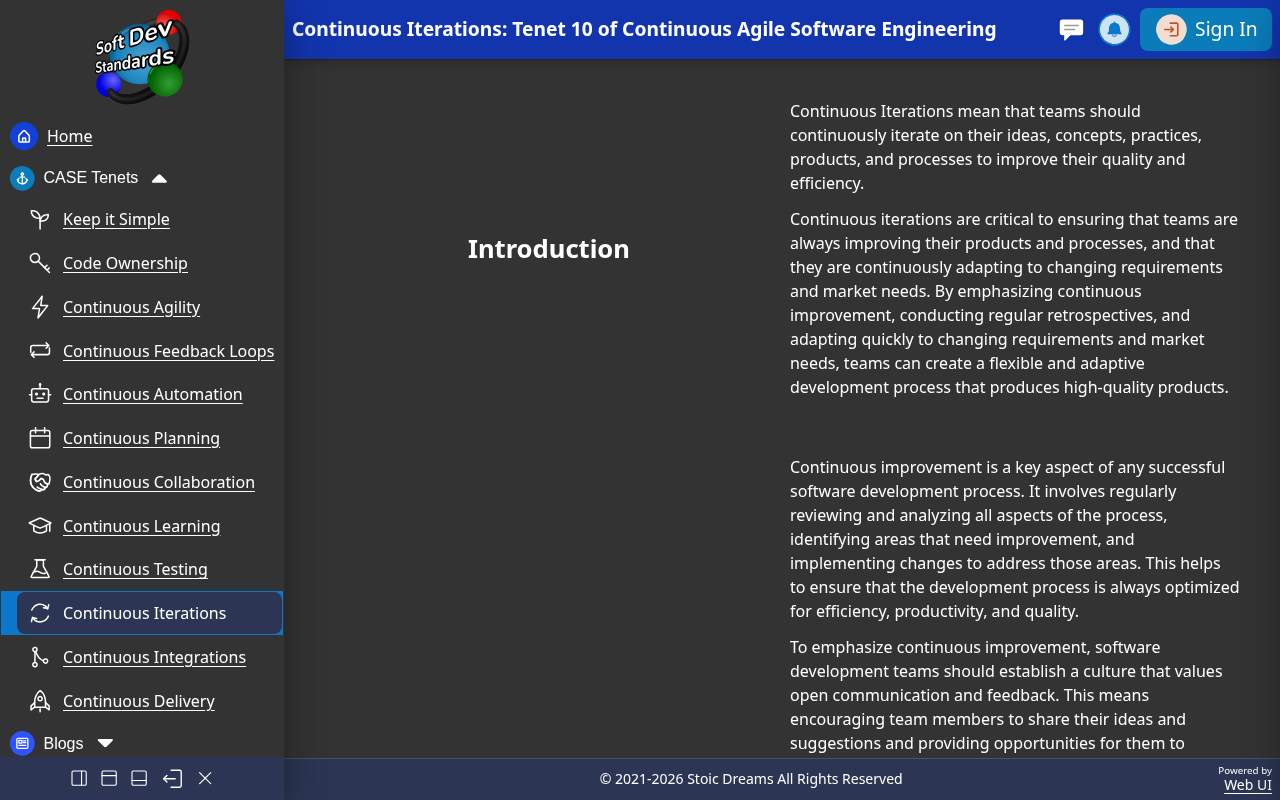 Soft Dev
Standards
Home
CASE Tenets
Keep it Simple
Code Ownership
Continuous Agility
Continuous Feedback Loops
Continuous Automation
Continuous Planning
Continuous Collaboration
Continuous Learning
Continuous Testing
Continuous Iterations
Continuous Integrations
Continuous Delivery
Blogs
Continuous Iterations: Tenet 10 of Continuous Agile Software Engineering
Sign In
Introduction
Continuous Iterations mean that teams should
continuously iterate on their ideas, concepts, practices,
products, and processes to improve their quality and
efficiency.
Continuous iterations are critical to ensuring that teams are
always improving their products and processes, and that
they are continuously adapting to changing requirements
and market needs. By emphasizing continuous
improvement, conducting regular retrospectives, and
adapting quickly to changing requirements and market
needs, teams can create a flexible and adaptive
development process that produces high-quality products.
Continuous improvement is a key aspect of any successful
software development process. It involves regularly
reviewing and analyzing all aspects of the process,
identifying areas that need improvement, and
implementing changes to address those areas. This helps
to ensure that the development process is always optimized
for efficiency, productivity, and quality.
To emphasize continuous improvement, software
development teams should establish a culture that values
open communication and feedback. This means
encouraging team members to share their ideas and
suggestions and providing opportunities for them to
© 2021-2026 Stoic Dreams All Rights Reserved
Powered by
Web UI